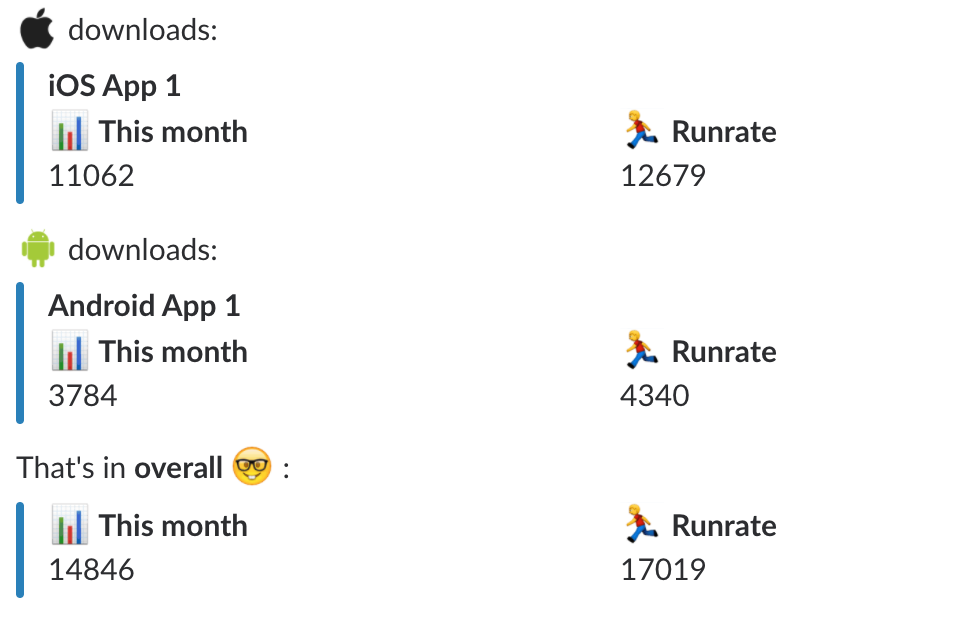 downloads:
iOS App 1
This month
Runrate
11062
12679
downloads:
Android App 1
This month
Runrate
3784
4340
That's in overall :
This month
Runrate
14846
17019